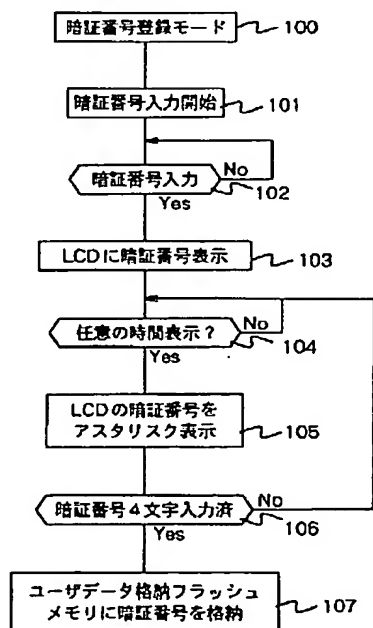 暗証番号登録モード
100
暗証番号入力開始
101
暗証番号入力
No
102
Yes
LCDに暗証番号表示
103
任意の時間表示?
No
104
Yes
LCDの暗証番号を
アスタリスク表示
105
暗証番号4文字入力済
No
106
Yes
ユーザデータ格納フラッシュ
メモリに暗証番号を格納
107